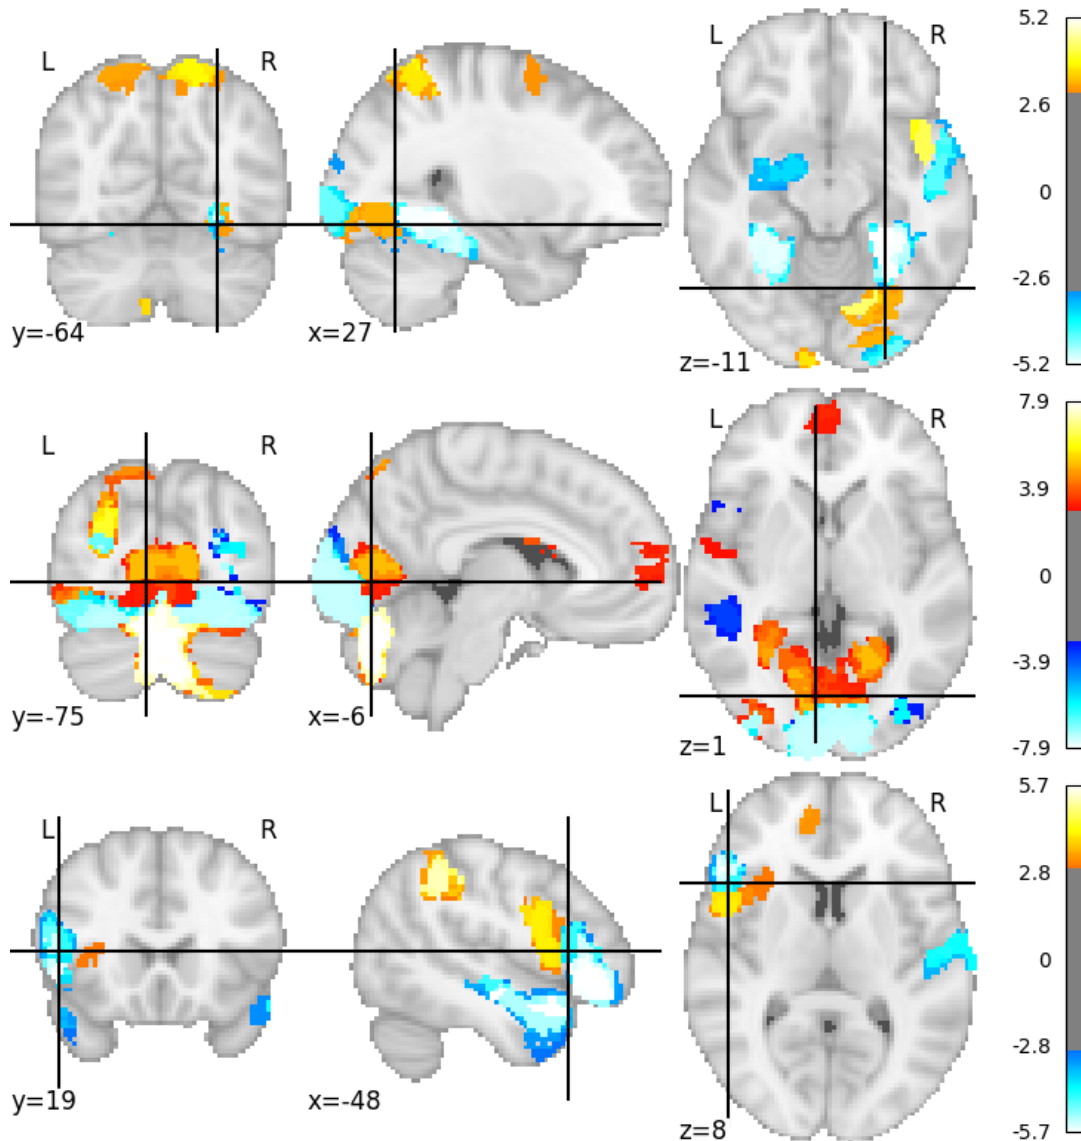 L R L R 5.2
2.6
0
-2.6
y=-64 x=27 z=-11 -5.2
L R L R 7.9
3.9
0
-3.9
y=-75 x=-6 z=1 -7.9
L R L R 5.7
2.8
0
-2.8
y=19 x=-48 z=8 -5.7